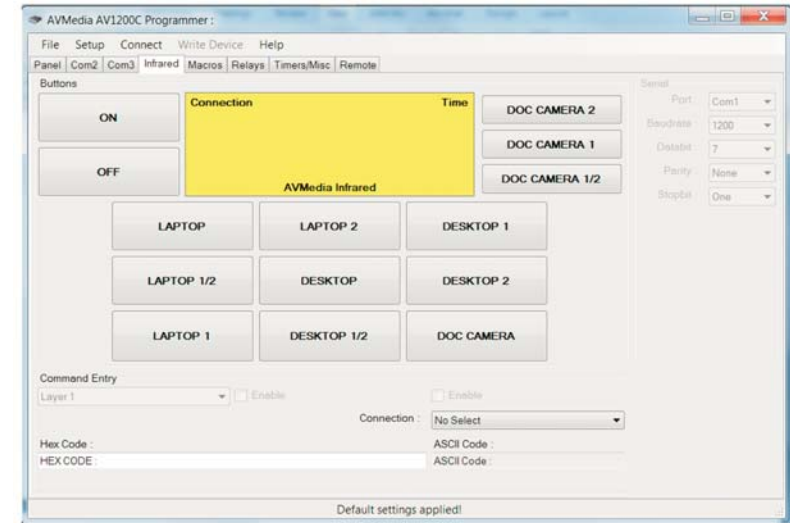 AVMedia AV1200C Programmer :
File Setup Connect Write Device Help
Panel Com2 Com3 Infrared Macros Relays Timers/Misc Remote
Buttons
ON
OFF
Connection Time
AVMedia Infrared
DOC CAMERA 2
DOC CAMERA 1
DOC CAMERA 1/2
LAPTOP LAPTOP 2 DESKTOP 1
LAPTOP 1/2 DESKTOP DESKTOP 2
LAPTOP 1 DESKTOP 1/2 DOC CAMERA
Serial
Port : Com1
Baudrate : 1200
Databit : 7
Parity : None
Stopbit : One
Command Entry
Layer 1 Enable Enable
Connection : No Select
Hex Code : ASCII Code :
HEX CODE : ASCII Code :
Default settings applied!